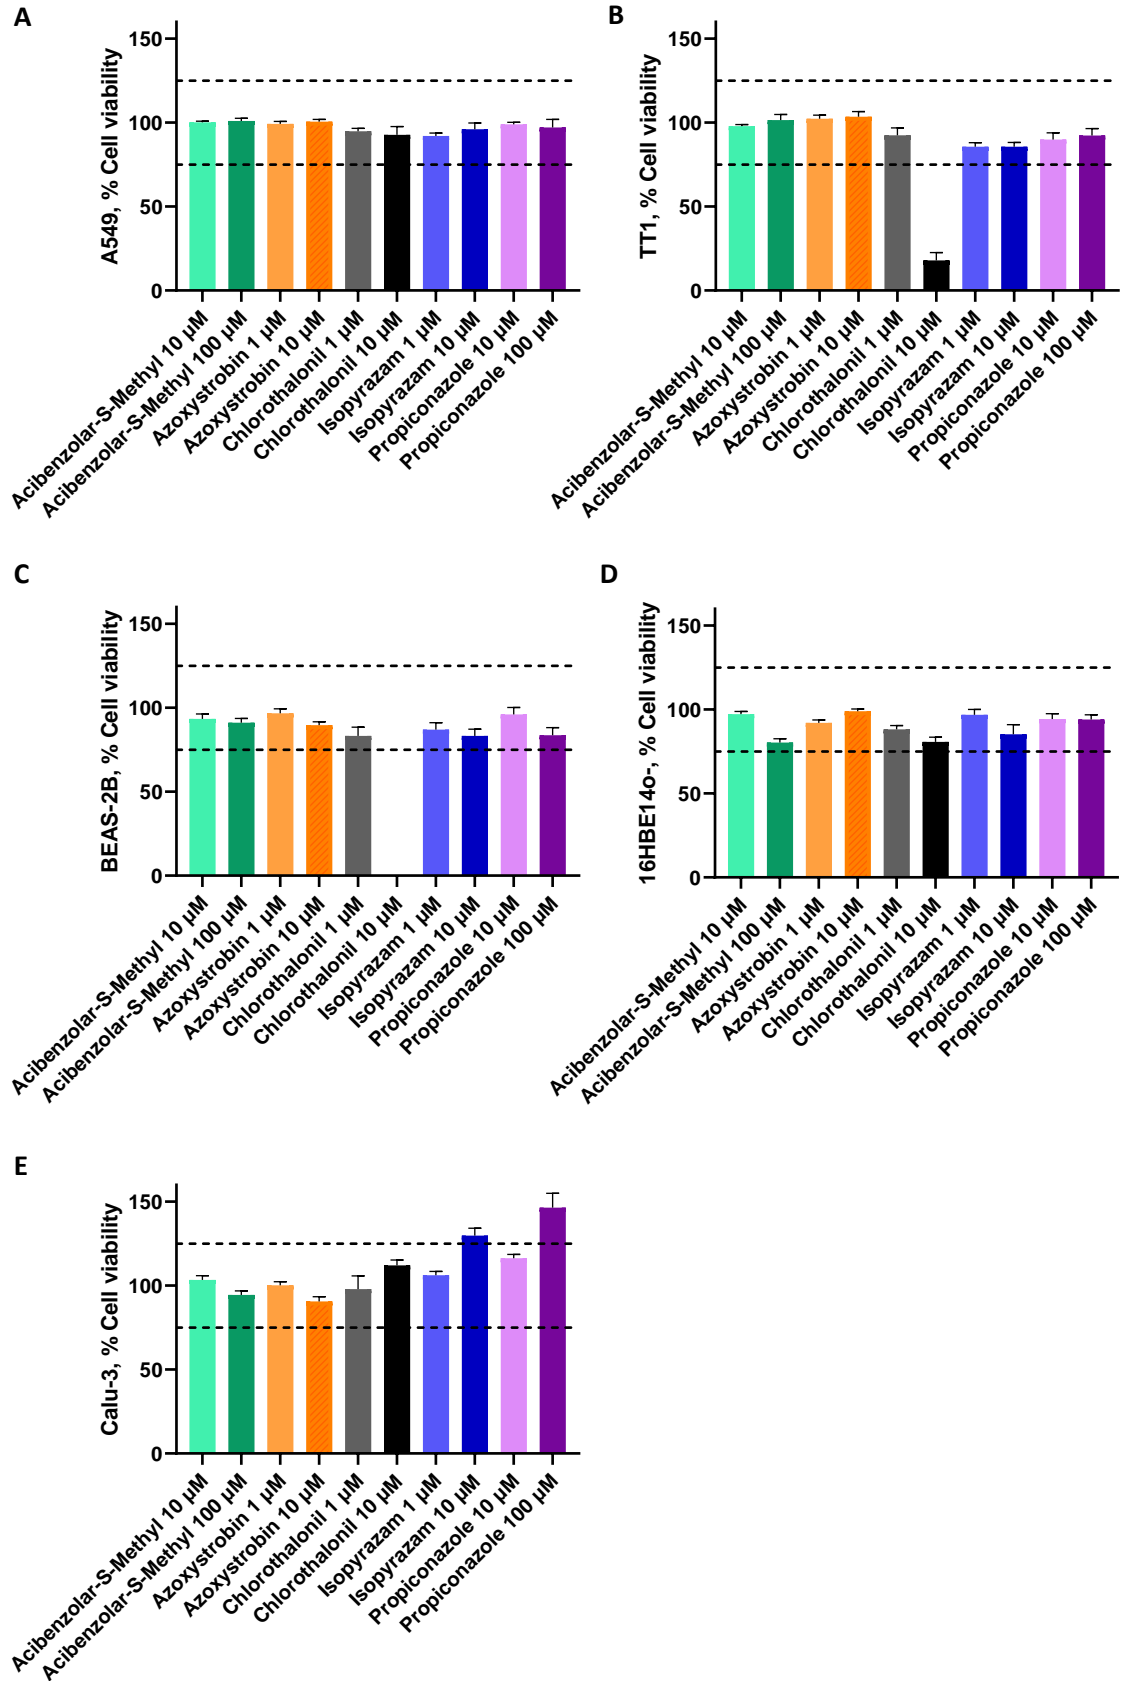 A
A549, % Cell viability
150
100
50
0
Acibenzolar-S-Methyl 10 µM
Acibenzolar-S-Methyl 100 µM
Azoxystrobin 1 µM
Azoxystrobin 10 µM
Chlorothalonil 1 µM
Chlorothalonil 10 µM
Isopyrazam 1 µM
Isopyrazam 10 µM
Propiconazole 10 µM
Propiconazole 100 µM
B
TT1, % Cell viability
150
100
50
0
Acibenzolar-S-Methyl 10 µM
Acibenzolar-S-Methyl 100 µM
Azoxystrobin 1 µM
Azoxystrobin 10 µM
Chlorothalonil 1 µM
Chlorothalonil 10 µM
Isopyrazam 1 µM
Isopyrazam 10 µM
Propiconazole 10 µM
Propiconazole 100 µM
C
BEAS-2B, % Cell viability
150
100
50
0
Acibenzolar-S-Methyl 10 µM
Acibenzolar-S-Methyl 100 µM
Azoxystrobin 1 µM
Azoxystrobin 10 µM
Chlorothalonil 1 µM
Chlorothalonil 10 µM
Isopyrazam 1 µM
Isopyrazam 10 µM
Propiconazole 10 µM
Propiconazole 100 µM
D
16HBE14o-, % Cell viability
150
100
50
0
Acibenzolar-S-Methyl 10 µM
Acibenzolar-S-Methyl 100 µM
Azoxystrobin 1 µM
Azoxystrobin 10 µM
Chlorothalonil 1 µM
Chlorothalonil 10 µM
Isopyrazam 1 µM
Isopyrazam 10 µM
Propiconazole 10 µM
Propiconazole 100 µM
E
Calu-3, % Cell viability
150
100
50
0
Acibenzolar-S-Methyl 10 µM
Acibenzolar-S-Methyl 100 µM
Azoxystrobin 1 µM
Azoxystrobin 10 µM
Chlorothalonil 1 µM
Chlorothalonil 10 µM
Isopyrazam 1 µM
Isopyrazam 10 µM
Propiconazole 10 µM
Propiconazole 100 µM